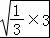 √(1/3 × 3)